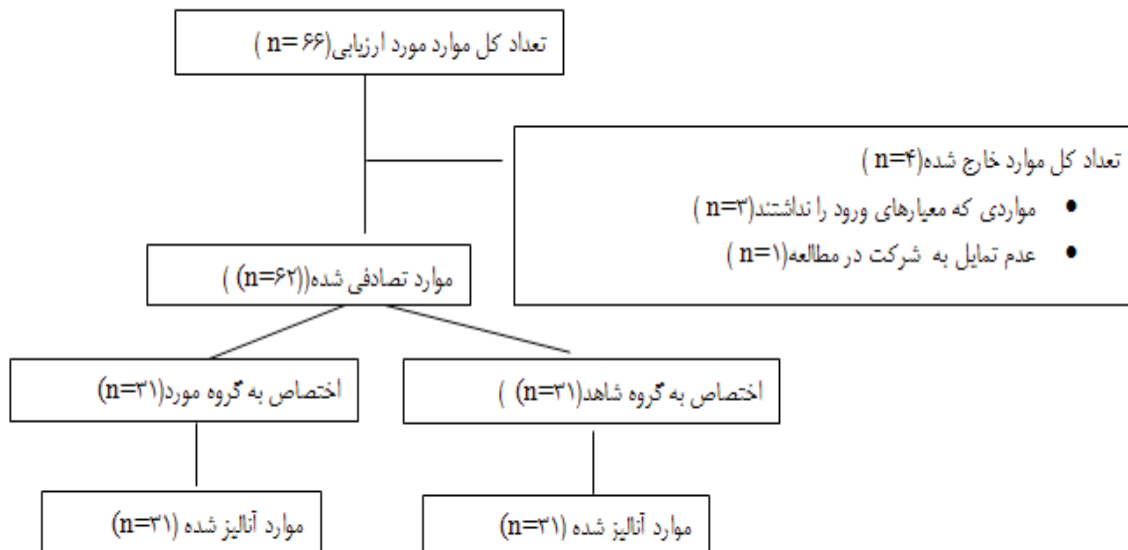 تعداد کل موارد مورد ارزیابی(n= ۶۶ )
تعداد کل موارد خارج شده(n=۴ )
• مواردی که معیارهای ورود را نداشتند(n=۳ )
• عدم تمایل به شرکت در مطالعه(n=۱ )
موارد تصادفی شده((n=۶۲) )
اختصاص به گروه شاهد(n=۳۱) )
اختصاص به گروه مورد(n=۳۱)
موارد آنالیز شده (n=۳۱)
موارد آنالیز شده (n=۳۱)